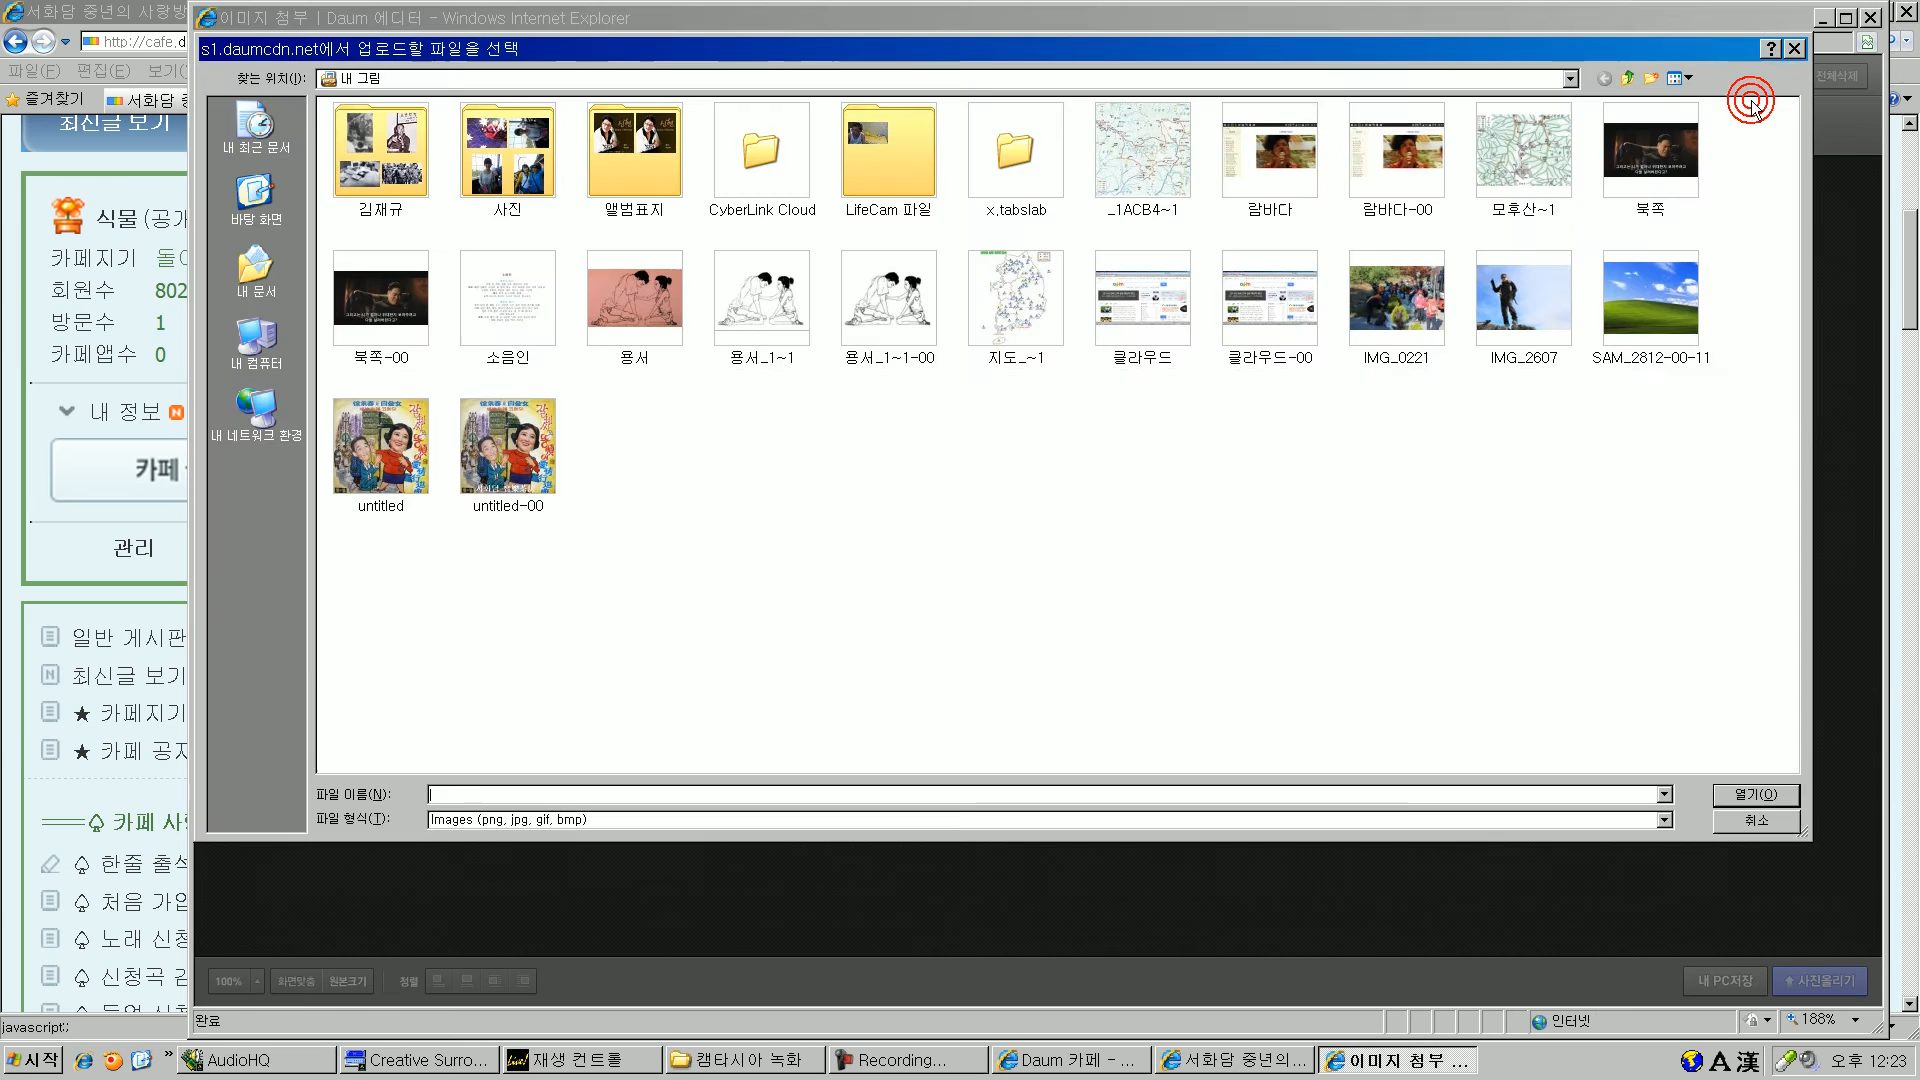 서화담 중년의 사랑방
이미지 첨부 | Daum 에디터 - Windows Internet Explorer
s1.daumcdn.net에서 업로드할 파일을 선택
http://cafe.d
파일(F) 편집(E) 보기(
찾는 위치(I): 내 그림
전체삭제
즐겨찾기 서화담
최신글 보기
내 최근 문서
바탕 화면
내 문서
내 컴퓨터
내 네트워크 환경
김재규 사진 앨범표지 CyberLink Cloud LifeCam 파일 x.tabslab _1ACB4~1 람바다 람바다-00 모후산~1 북쪽
북쪽-00 소음인 용서 용서_1~1 용서_1~1-00 지도_~1 클라우드 클라우드-00 IMG_0221 IMG_2607 SAM_2812-00-11
untitled untitled-00
식물 (공개
카페지기 돌
회원수 802
방문수 1
카페앱수 0
내 정보 N
카페
관리
일반 게시판
최신글 보기
★ 카페지기
★ 카페 공지
카페 사
한줄 출석
처음 가입
노래 신청
신청곡 감
파일 이름(N): 열기(O)
파일 형식(T): Images (png, jpg, gif, bmp) 취소
100% 화면맞춤 원본크기 정렬 내 PC저장 사진올리기
javascript:;
완료 인터넷 188%
시작 AudioHQ Creative Surro... 재생 컨트롤 캠타시아 녹화 Recording... Daum 카페 - ... 서화담 중년의... 이미지 첨부 ... A 漢 오후 12:23